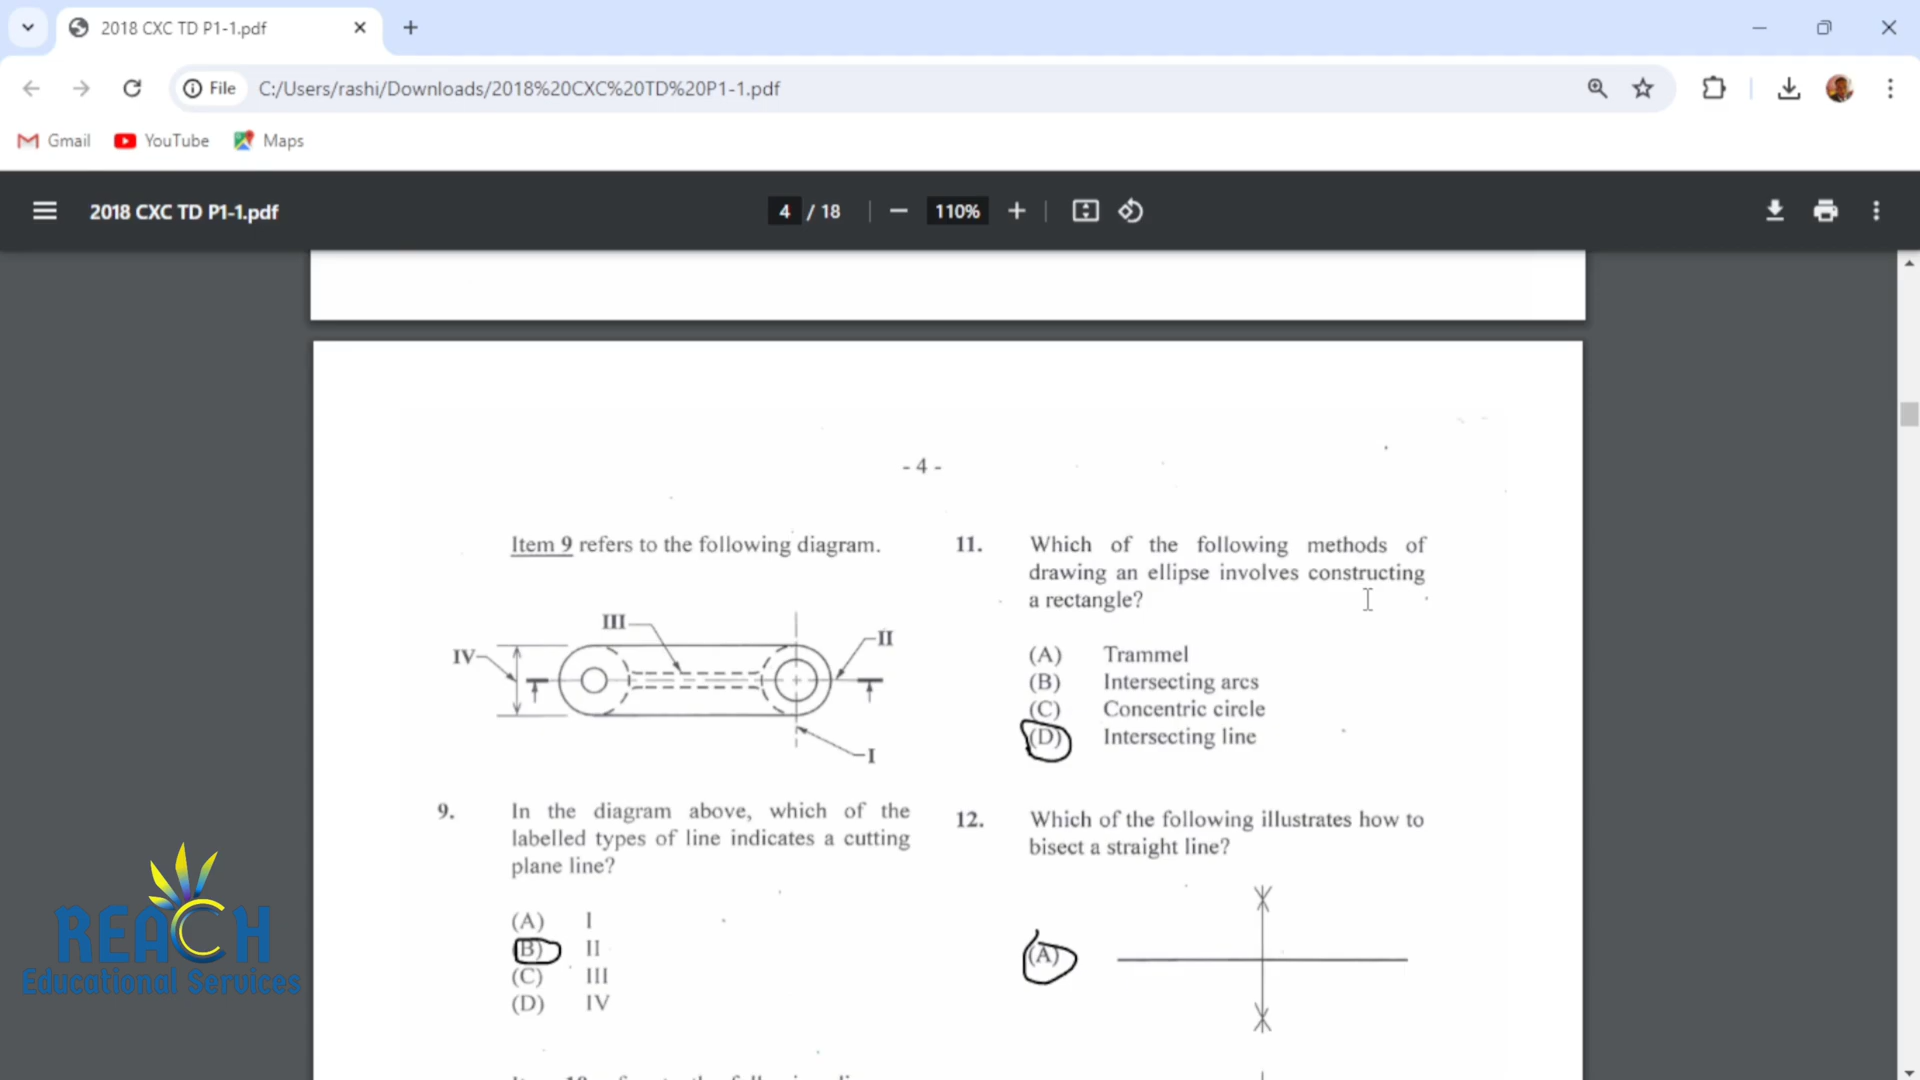 2018 CXC TD P1-1.pdf
File
C:/Users/rashi/Downloads/2018%20CXC%20TD%20P1-1.pdf
Gmail
YouTube
Maps
2018 CXC TD P1-1.pdf
4 / 18
110%
- 4 -
Item 9 refers to the following diagram.
III
II
IV
I
9. In the diagram above, which of the
labelled types of line indicates a cutting
plane line?
(A) I
(B) II
(C) III
(D) IV
11. Which of the following methods of
drawing an ellipse involves constructing
a rectangle?
(A) Trammel
(B) Intersecting arcs
(C) Concentric circle
(D) Intersecting line
12. Which of the following illustrates how to
bisect a straight line?
(A)
REACH
Educational Services